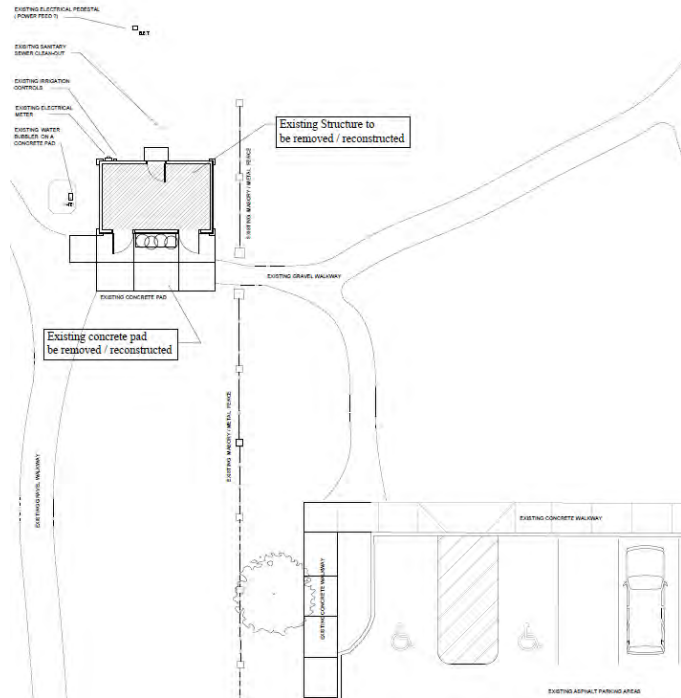 EXISTING ELECTRICAL PEDESTAL
( POWER FEED ?)
EXISITNG SANITARY
SEWER CLEAN-OUT
EXISTING IRRIGATION
CONTROLS
EXISTING ELECTRICAL
METER
EXISTING WATER
BUBBLER ON A
CONCRETE PAD
Existing Structure to
be removed / reconstructed
EXISTING MASORY / METAL FENCE
EXISTING GRAVEL WALKWAY
EXISTING CONCRETE PAD
Existing concrete pad
be removed / reconstructed
EXISTING MASORY / METAL FENCE
EXISTING GRAVEL WALKWAY
EXISTING CONCRETE WALKWAY
EXISTING CONCRETE WALKWAY
EXISTING ASPHALT PARKING AREAS